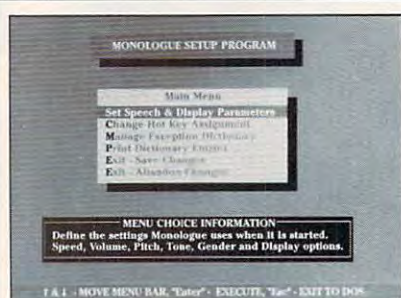 MONOLOGUE SETUP PROGRAM
Main Menu
Set Speech & Display Parameters
Change Hot Key Assignment
Manage Exception Dictionary
Print Dictionary Entries
Exit - Save Changes
Exit - Abandon Changes
MENU CHOICE INFORMATION
Define the settings Monologue uses when it is started.
Speed, Volume, Pitch, Tone, Gender and Display options.
↑ & ↓ - MOVE MENU BAR, "Enter" - EXECUTE, "Esc" - EXIT TO DOS